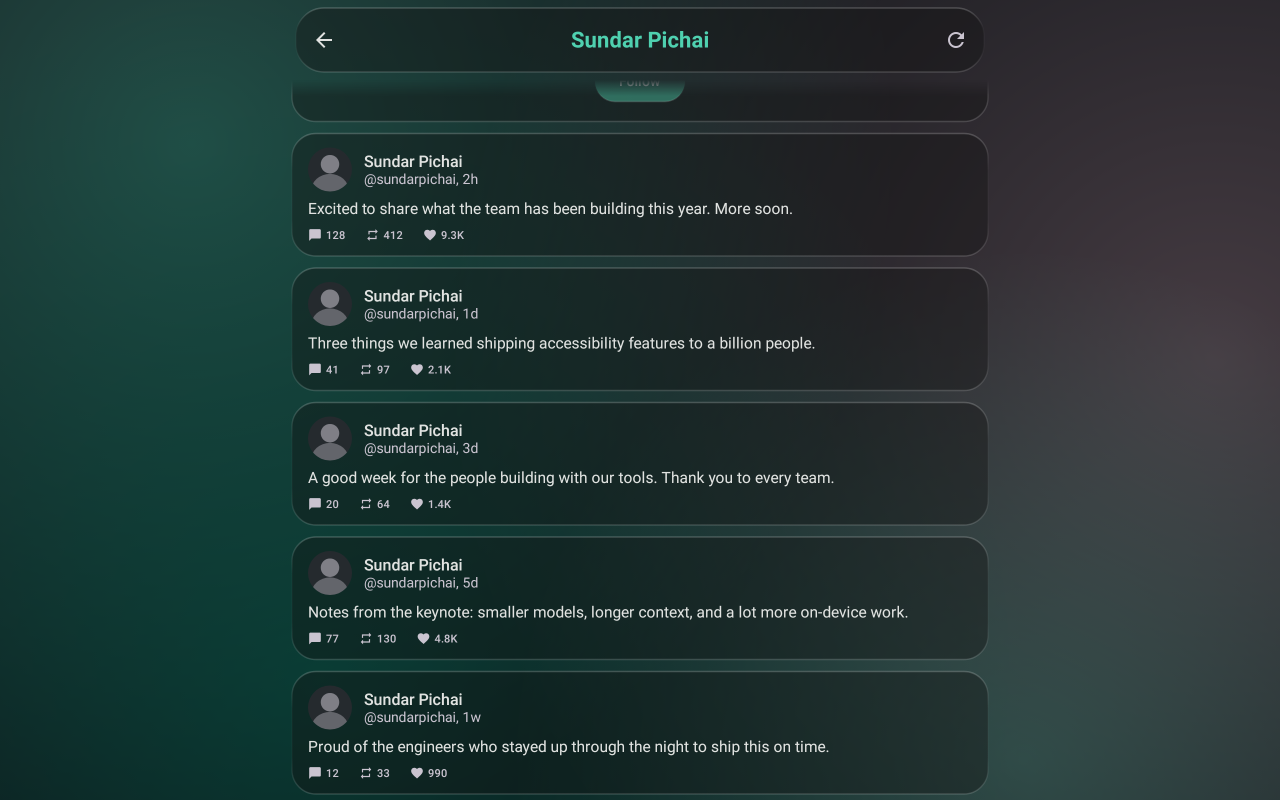 Sundar Pichai
Follow
Sundar Pichai
@sundarpichai, 2h
Excited to share what the team has been building this year. More soon.
128 412 9.3K
Sundar Pichai
@sundarpichai, 1d
Three things we learned shipping accessibility features to a billion people.
41 97 2.1K
Sundar Pichai
@sundarpichai, 3d
A good week for the people building with our tools. Thank you to every team.
20 64 1.4K
Sundar Pichai
@sundarpichai, 5d
Notes from the keynote: smaller models, longer context, and a lot more on-device work.
77 130 4.8K
Sundar Pichai
@sundarpichai, 1w
Proud of the engineers who stayed up through the night to ship this on time.
12 33 990